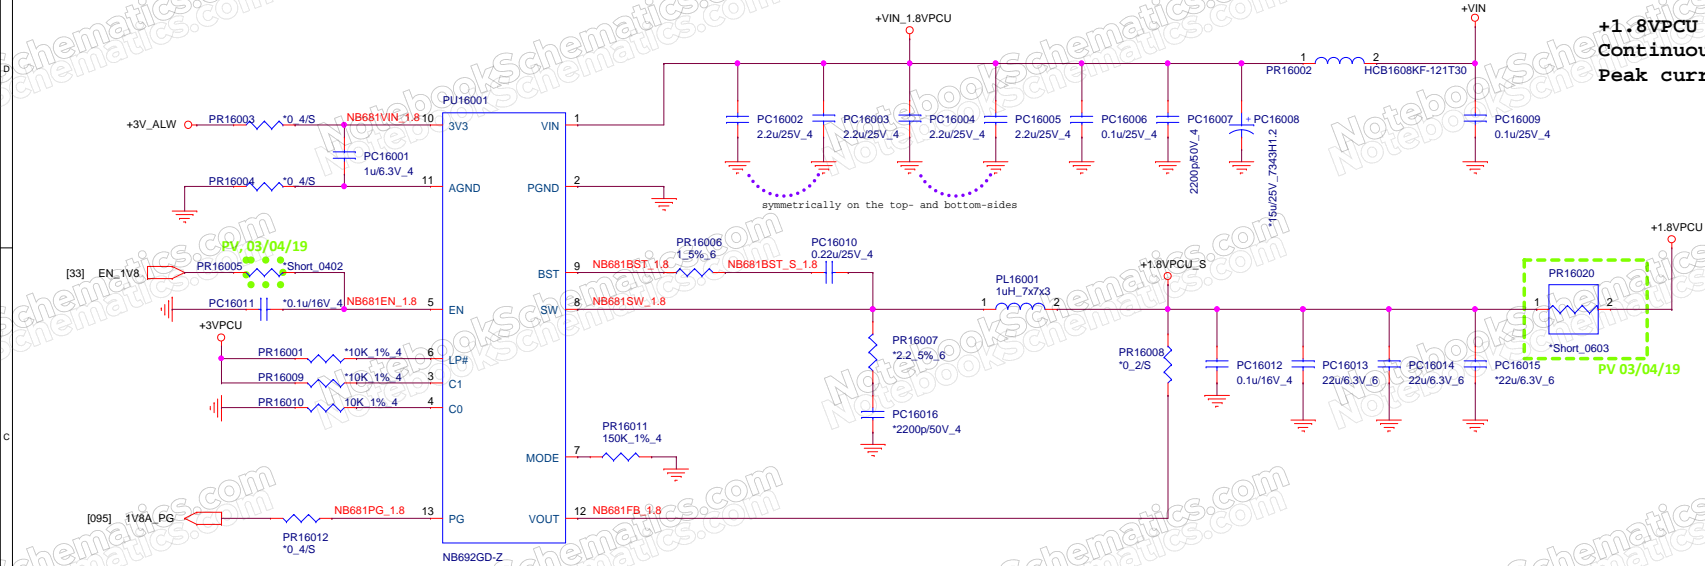 +VIN_1.8VPCU
+VIN
+1.8VPCU
Continuou
Peak curr
D
PR16002
1
2
HCB1608KF-121T30
PU16001
+3V_ALW
PR16003
*0_4/S
NB681VIN_1.8
10
3V3
VIN
1
PC16001
1u/6.3V_4
PR16004
*0_4/S
11
AGND
PGND
2
PC16002
2.2u/25V_4
PC16003
2.2u/25V_4
PC16004
2.2u/25V_4
PC16005
2.2u/25V_4
PC16006
0.1u/25V_4
PC16007
2200p/50V_4
+
PC16008
*15u/25V_7343H1.2
PC16009
0.1u/25V_4
symmetrically on the top- and bottom-sides
PV, 03/04/19
[33] EN_1V8
PR16005
*Short_0402
PC16011
*0.1u/16V_4
NB681EN_1.8
5
EN
BST
9
NB681BST_1.8
PR16006
1_5%_6
NB681BST_S_1.8
PC16010
0.22u/25V_4
SW
8
NB681SW_1.8
PL16001
1uH_7x7x3
1
2
+1.8VPCU_S
+1.8VPCU
PR16020
1
2
*Short_0603
PV 03/04/19
+3VPCU
PR16001
*10K_1%_4
6
LP#
PR16009
*10K_1%_4
3
C1
PR16010
10K_1%_4
4
C0
PR16007
*2.2_5%_6
PC16016
*2200p/50V_4
PR16008
*0_2/S
PC16012
0.1u/16V_4
PC16013
22u/6.3V_6
PC16014
22u/6.3V_6
PC16015
*22u/6.3V_6
C
MODE
7
PR16011
150K_1%_4
[095] 1V8A_PG
PR16012
*0_4/S
NB681PG_1.8
13
PG
VOUT
12
NB681FB_1.8
NB692GD-Z
NotebookSchematics.com